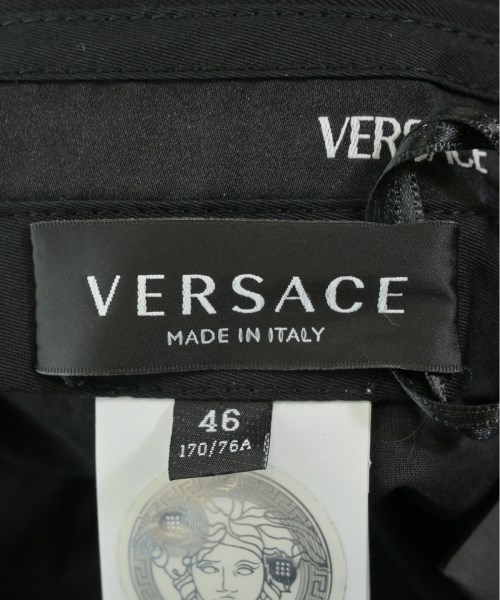 VERSACE
VERSACE
MADE IN ITALY
46
170/76A